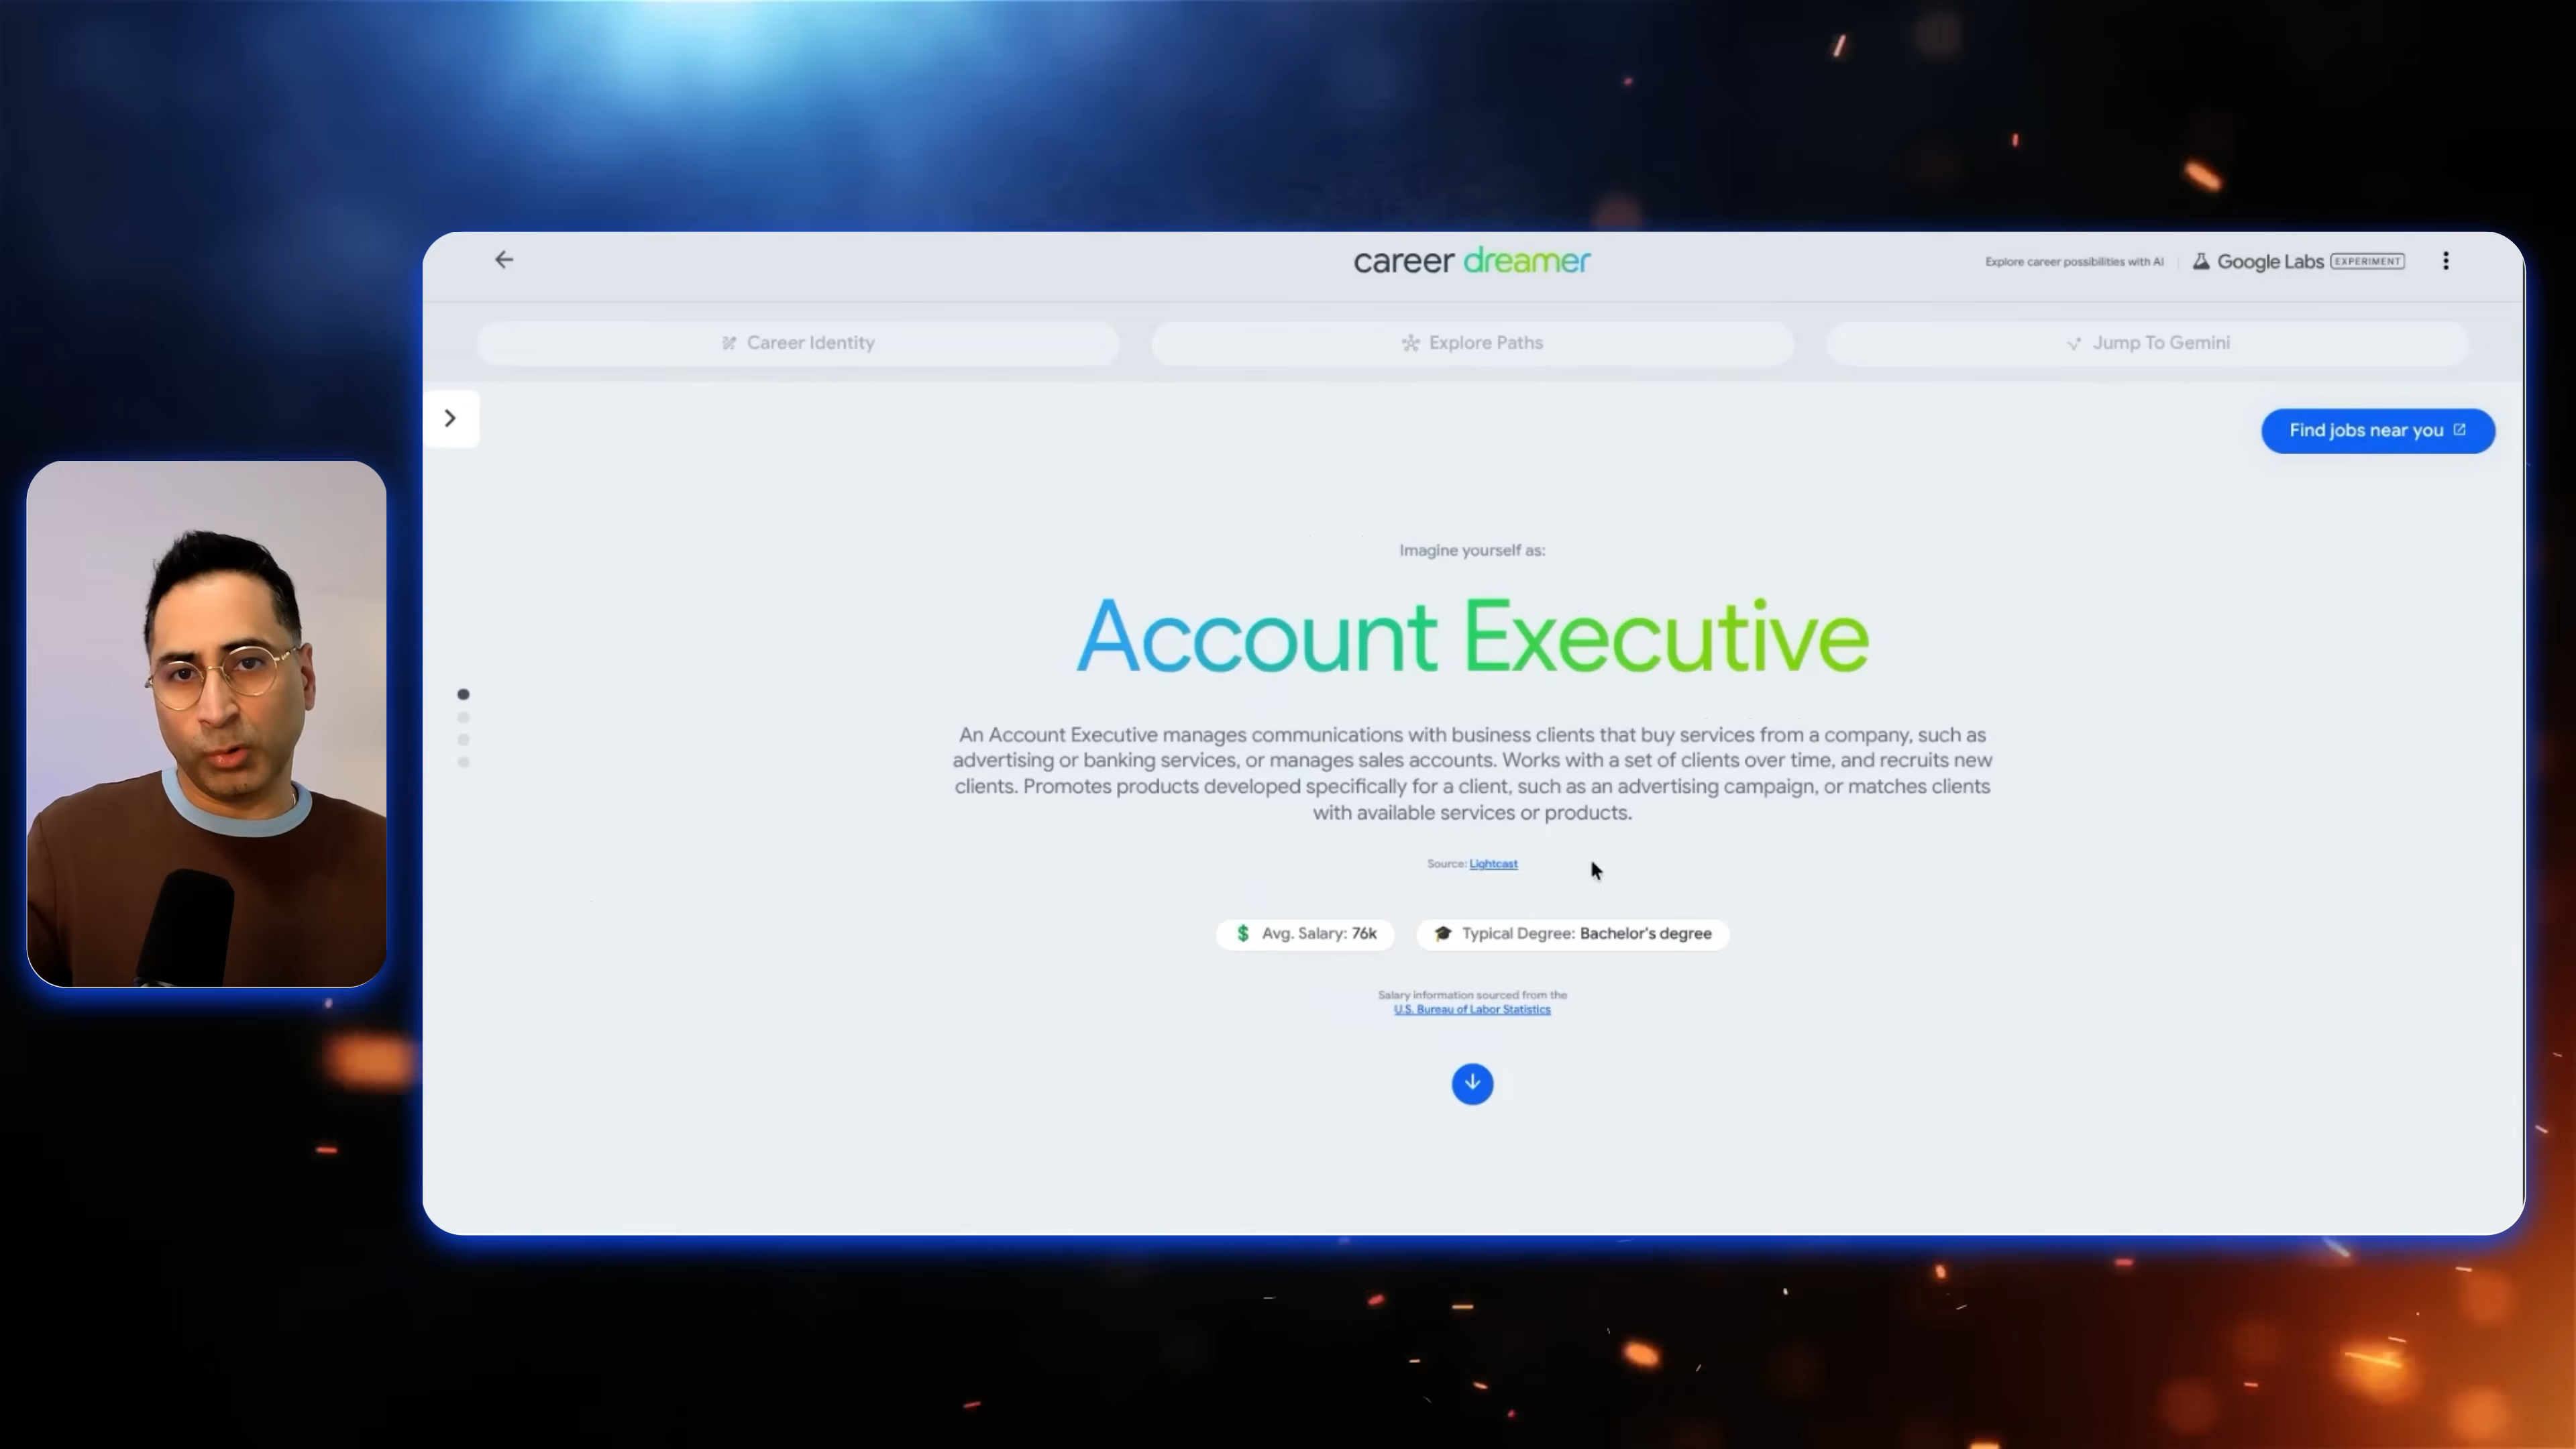 career dreamer
Explore career possibilities with AI
Google Labs EXPERIMENT
Career Identity
Explore Paths
Jump To Gemini
Find jobs near you
Imagine yourself as:
Account Executive
An Account Executive manages communications with business clients that buy services from a company, such as
advertising or banking services, or manages sales accounts. Works with a set of clients over time, and recruits new
clients. Promotes products developed specifically for a client, such as an advertising campaign, or matches clients
with available services or products.
Source: Lightcast
Avg. Salary: 76k
Typical Degree: Bachelor's degree
Salary information sourced from the
U.S. Bureau of Labor Statistics